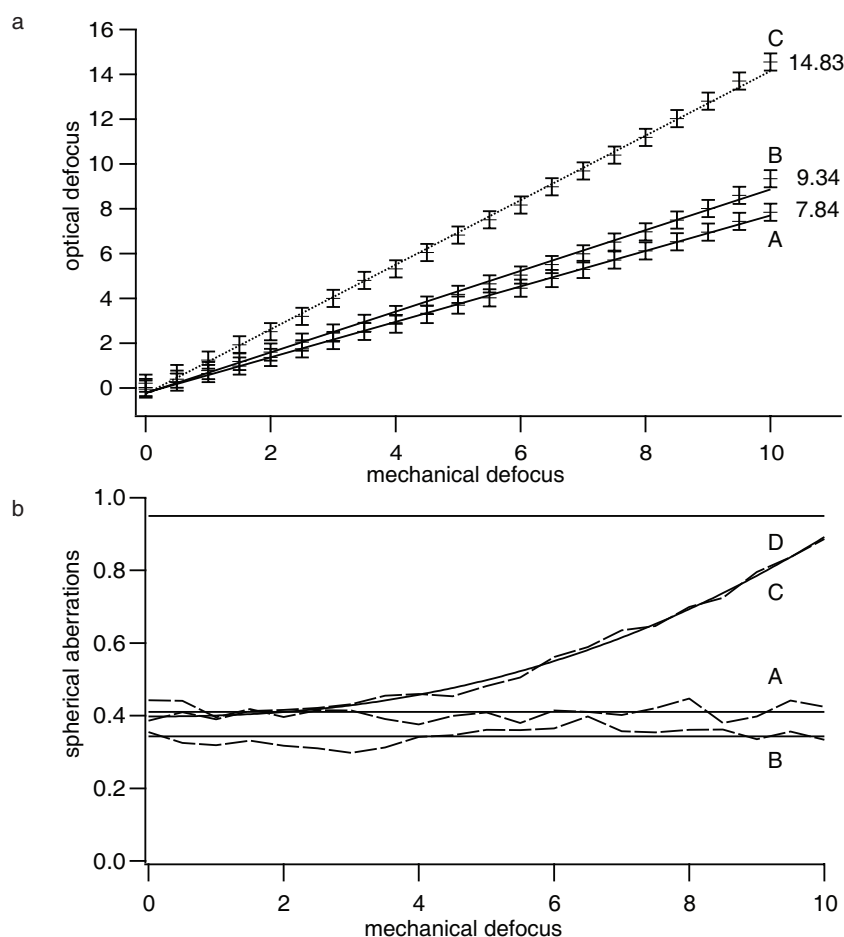 a
16
14
12
10
8
6
4
2
0
optical defocus
C
14.83
B
9.34
7.84
A
0 2 4 6 8 10
mechanical defocus
b
1.0
0.8
0.6
0.4
0.2
0.0
spherical aberrations
D
C
A
B
0 2 4 6 8 10
mechanical defocus